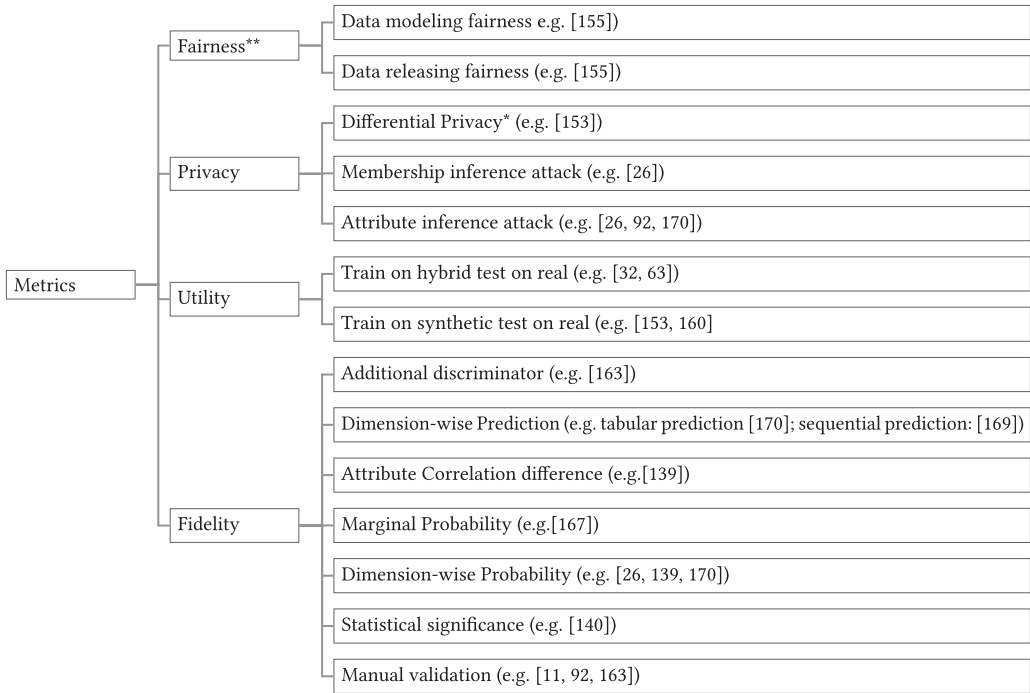 Metrics
Fairness**
Data modeling fairness e.g. [155])
Data releasing fairness (e.g. [155])
Privacy
Differential Privacy* (e.g. [153])
Membership inference attack (e.g. [26])
Attribute inference attack (e.g. [26, 92, 170])
Utility
Train on hybrid test on real (e.g. [32, 63])
Train on synthetic test on real (e.g. [153, 160]
Fidelity
Additional discriminator (e.g. [163])
Dimension-wise Prediction (e.g. tabular prediction [170]; sequential prediction: [169])
Attribute Correlation difference (e.g.[139])
Marginal Probability (e.g.[167])
Dimension-wise Probability (e.g. [26, 139, 170])
Statistical significance (e.g. [140])
Manual validation (e.g. [11, 92, 163])